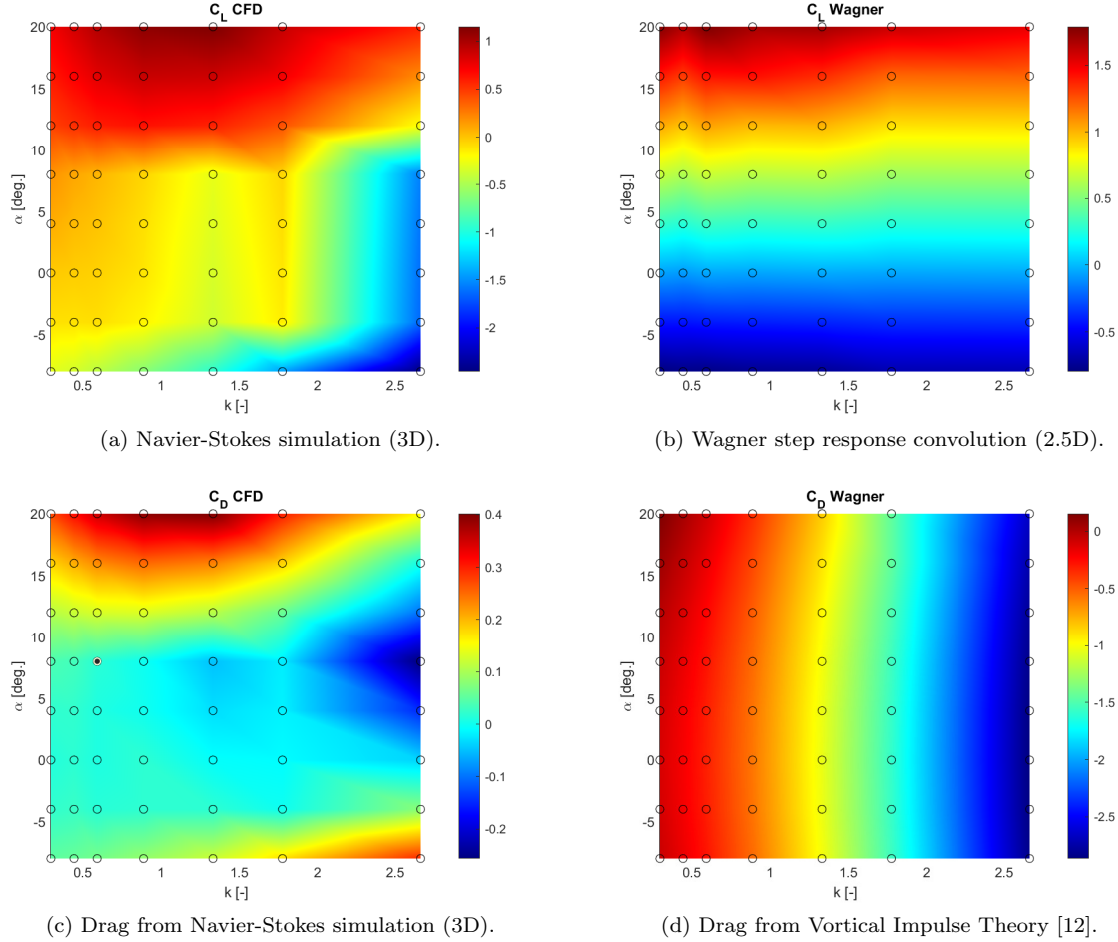 C_L CFD
20
15
10
5
0
-5
α [deg.]
0.5 1 1.5 2 2.5
k [-]
1
0.5
0
-0.5
-1
-1.5
-2
(a) Navier-Stokes simulation (3D).
C_L Wagner
20
15
10
5
0
-5
α [deg.]
0.5 1 1.5 2 2.5
k [-]
1.5
1
0.5
0
-0.5
(b) Wagner step response convolution (2.5D).
C_D CFD
20
15
10
5
0
-5
α [deg.]
0.5 1 1.5 2 2.5
k [-]
0.4
0.3
0.2
0.1
0
-0.1
-0.2
(c) Drag from Navier-Stokes simulation (3D).
C_D Wagner
20
15
10
5
0
-5
α [deg.]
0.5 1 1.5 2 2.5
k [-]
0
-0.5
-1
-1.5
-2
-2.5
(d) Drag from Vortical Impulse Theory [12].